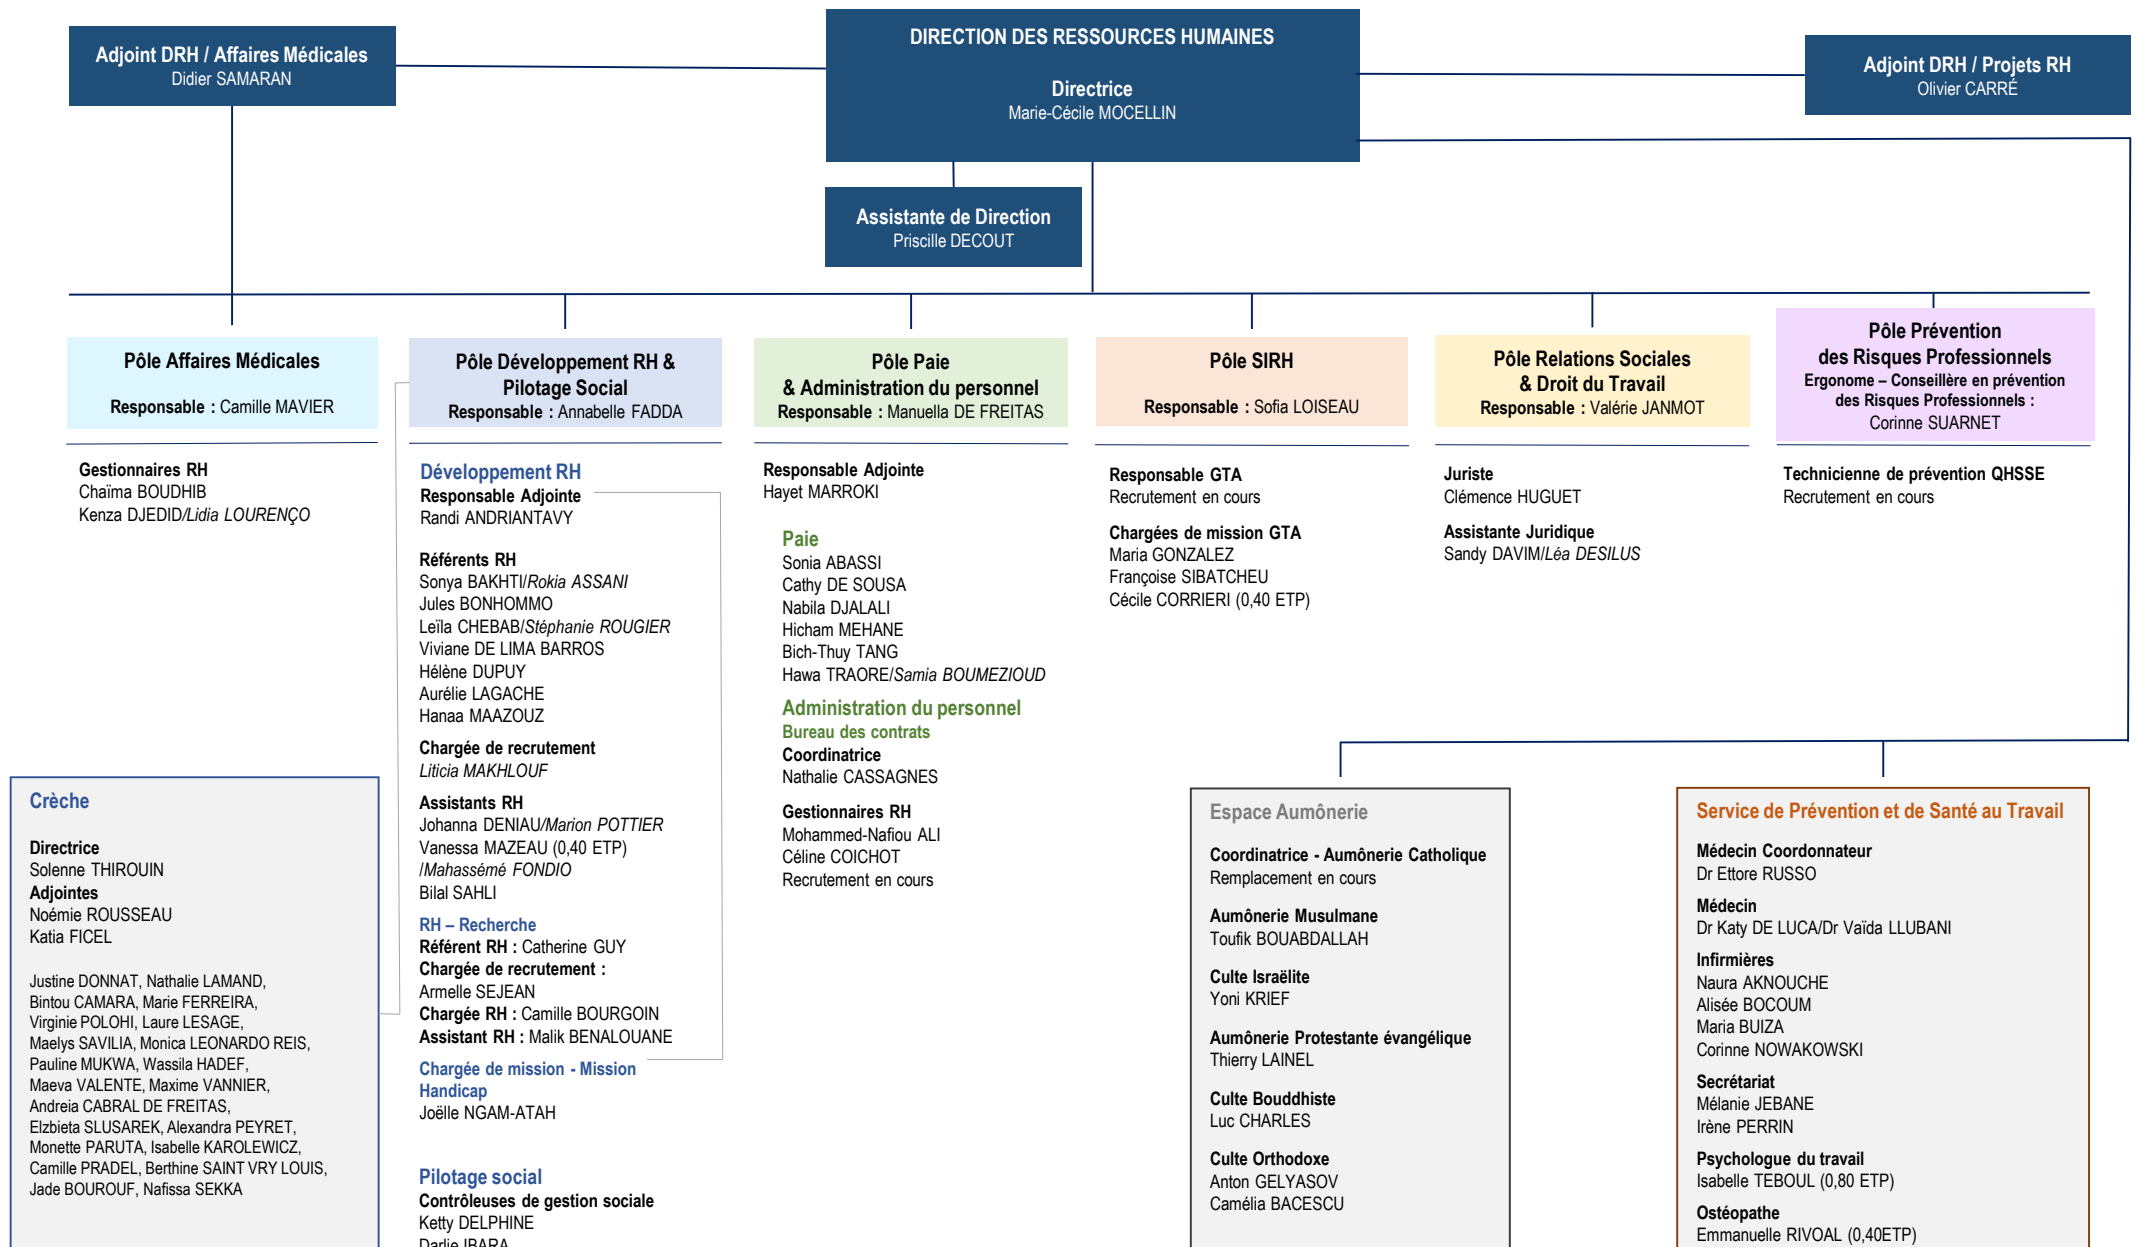 Adjoint DRH / Affaires Médicales
Didier SAMARAN
DIRECTION DES RESSOURCES HUMAINES
Directrice
Marie-Cécile MOCELLIN
Adjoint DRH / Projets RH
Olivier CARRÉ
Assistante de Direction
Priscille DECOUT
Pôle Affaires Médicales
Responsable : Camille MAVIER
Gestionnaires RH
Chaïma BOUDHIB
Kenza DJEDID/Lidia LOURENÇO
Pôle Développement RH &
Pilotage Social
Responsable : Annabelle FADDA
Développement RH
Responsable Adjointe
Randi ANDRIANTAVY
Référents RH
Sonya BAKHTI/Rokia ASSANI
Jules BONHOMMO
Leïla CHEBAB/Stéphanie ROUGIER
Viviane DE LIMA BARROS
Hélène DUPUY
Aurélie LAGACHE
Hanaa MAAZOUZ
Chargée de recrutement
Liticia MAKHLOUF
Assistants RH
Johanna DENIAU/Marion POTTIER
Vanessa MAZEAU (0,40 ETP)
/Mahassémé FONDIO
Bilal SAHLI
RH – Recherche
Référent RH : Catherine GUY
Chargée de recrutement :
Armelle SEJEAN
Chargée RH : Camille BOURGOIN
Assistant RH : Malik BENALOUANE
Chargée de mission - Mission
Handicap
Joëlle NGAM-ATAH
Pilotage social
Contrôleuses de gestion sociale
Ketty DELPHINE
Darlie IBARA
Pôle Paie
& Administration du personnel
Responsable : Manuella DE FREITAS
Responsable Adjointe
Hayet MARROKI
Paie
Sonia ABASSI
Cathy DE SOUSA
Nabila DJALALI
Hicham MEHANE
Bich-Thuy TANG
Hawa TRAORE/Samia BOUMEZIOUD
Administration du personnel
Bureau des contrats
Coordinatrice
Nathalie CASSAGNES
Gestionnaires RH
Mohammed-Nafiou ALI
Céline COICHOT
Recrutement en cours
Pôle SIRH
Responsable : Sofia LOISEAU
Responsable GTA
Recrutement en cours
Chargées de mission GTA
Maria GONZALEZ
Françoise SIBATCHEU
Cécile CORRIERI (0,40 ETP)
Pôle Relations Sociales
& Droit du Travail
Responsable : Valérie JANMOT
Juriste
Clémence HUGUET
Assistante Juridique
Sandy DAVIM/Léa DESILUS
Pôle Prévention
des Risques Professionnels
Ergonome – Conseillère en prévention
des Risques Professionnels :
Corinne SUARNET
Technicienne de prévention QHSSE
Recrutement en cours
Crèche
Directrice
Solenne THIROUIN
Adjointes
Noémie ROUSSEAU
Katia FICEL
Justine DONNAT, Nathalie LAMAND,
Bintou CAMARA, Marie FERREIRA,
Virginie POLOHI, Laure LESAGE,
Maelys SAVILIA, Monica LEONARDO REIS,
Pauline MUKWA, Wassila HADEF,
Maeva VALENTE, Maxime VANNIER,
Andreia CABRAL DE FREITAS,
Elzbieta SLUSAREK, Alexandra PEYRET,
Monette PARUTA, Isabelle KAROLEWICZ,
Camille PRADEL, Berthine SAINT VRY LOUIS,
Jade BOUROUF, Nafissa SEKKA
Espace Aumônerie
Coordinatrice - Aumônerie Catholique
Remplacement en cours
Aumônerie Musulmane
Toufik BOUABDALLAH
Culte Israëlite
Yoni KRIEF
Aumônerie Protestante évangélique
Thierry LAINEL
Culte Bouddhiste
Luc CHARLES
Culte Orthodoxe
Anton GELYASOV
Camélia BACESCU
Service de Prévention et de Santé au Travail
Médecin Coordonnateur
Dr Ettore RUSSO
Médecin
Dr Katy DE LUCA/Dr Vaïda LLUBANI
Infirmières
Naura AKNOUCHE
Alisée BOCOUM
Maria BUIZA
Corinne NOWAKOWSKI
Secrétariat
Mélanie JEBANE
Irène PERRIN
Psychologue du travail
Isabelle TEBOUL (0,80 ETP)
Ostéopathe
Emmanuelle RIVOAL (0,40ETP)